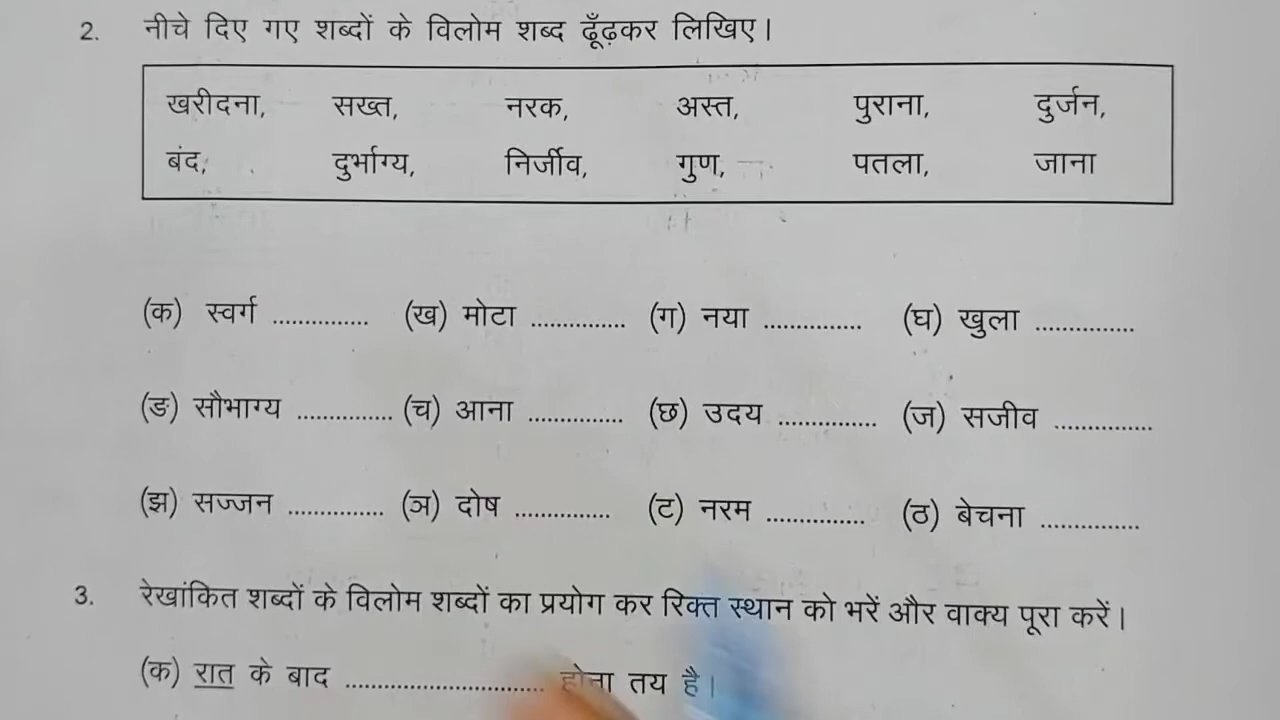 2. नीचे दिए गए शब्दों के विलोम शब्द ढूँढ़कर लिखिए।
खरीदना, सख्त, नरक, अस्त, पुराना, दुर्जन,
बंद, दुर्भाग्य, निर्जीव, गुण, पतला, जाना
(क) स्वर्ग .............. (ख) मोटा .............. (ग) नया .............. (घ) खुला ..............
(ङ) सौभाग्य .............. (च) आना .............. (छ) उदय .............. (ज) सजीव ..............
(झ) सज्जन .............. (ञ) दोष .............. (ट) नरम .............. (ठ) बेचना ..............
3. रेखांकित शब्दों के विलोम शब्दों का प्रयोग कर रिक्त स्थान को भरें और वाक्य पूरा करें।
(क) रात के बाद ............................. होना तय है।